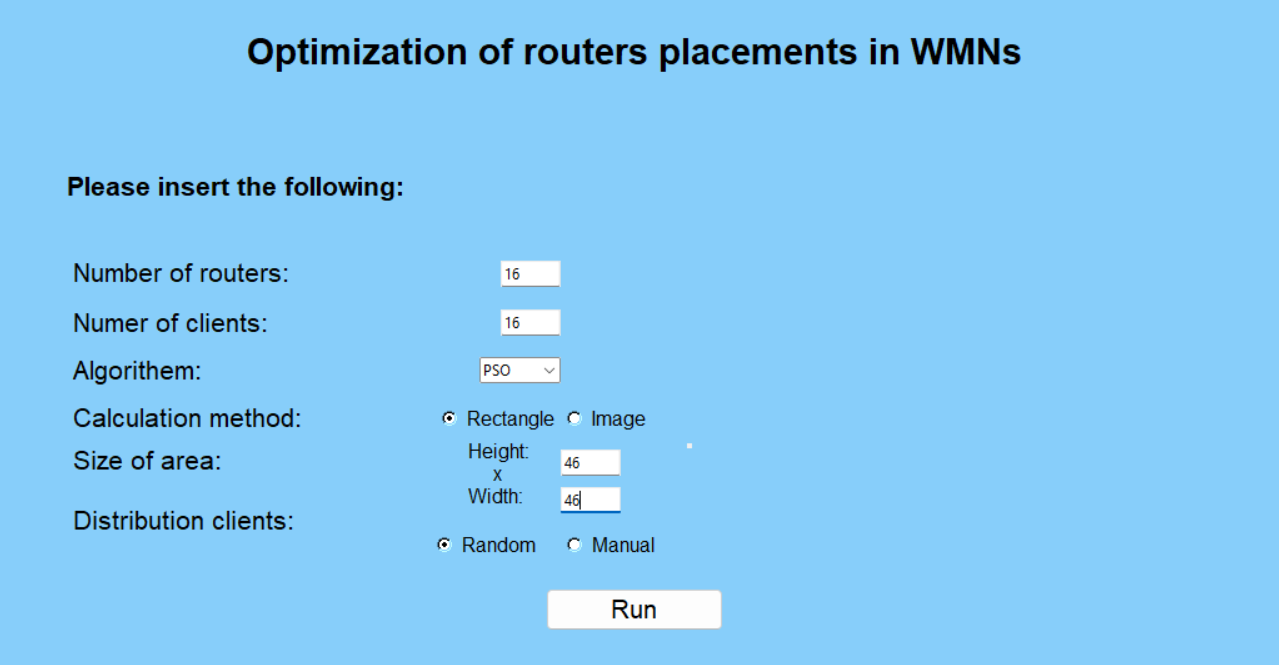 Optimization of routers placements in WMNs
Please insert the following:
Number of routers: 16
Numer of clients: 16
Algorithem: PSO
Calculation method: Rectangle Image
Size of area: Height: 46
x
Width: 46
Distribution clients:
Random Manual
Run